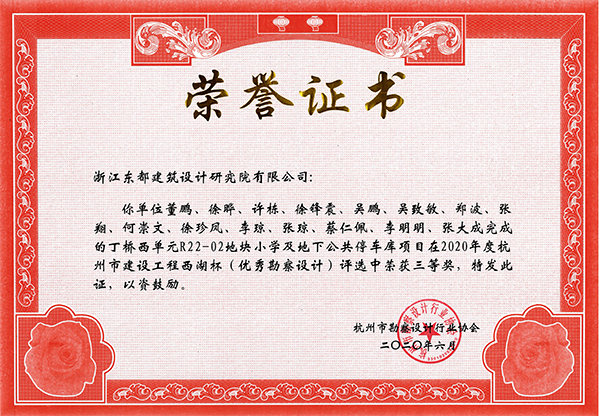 荣誉证书
浙江东都建筑设计研究院有限公司:
你单位董鹏、徐晔、许栋、徐锋震、吴鹏、吴致敏、郑波、张
翔、何崇文、徐珍凤、李琼、张琼、蔡仁佩、李明明、张大成完成
的丁桥西单元R22-02地块小学及地下公共停车库项目在2020年度杭
州市建设工程西湖杯（优秀勘察设计）评选中荣获三等奖，特发此
证，以资鼓励。
杭州市勘察设计行业协会
二〇二〇年六月